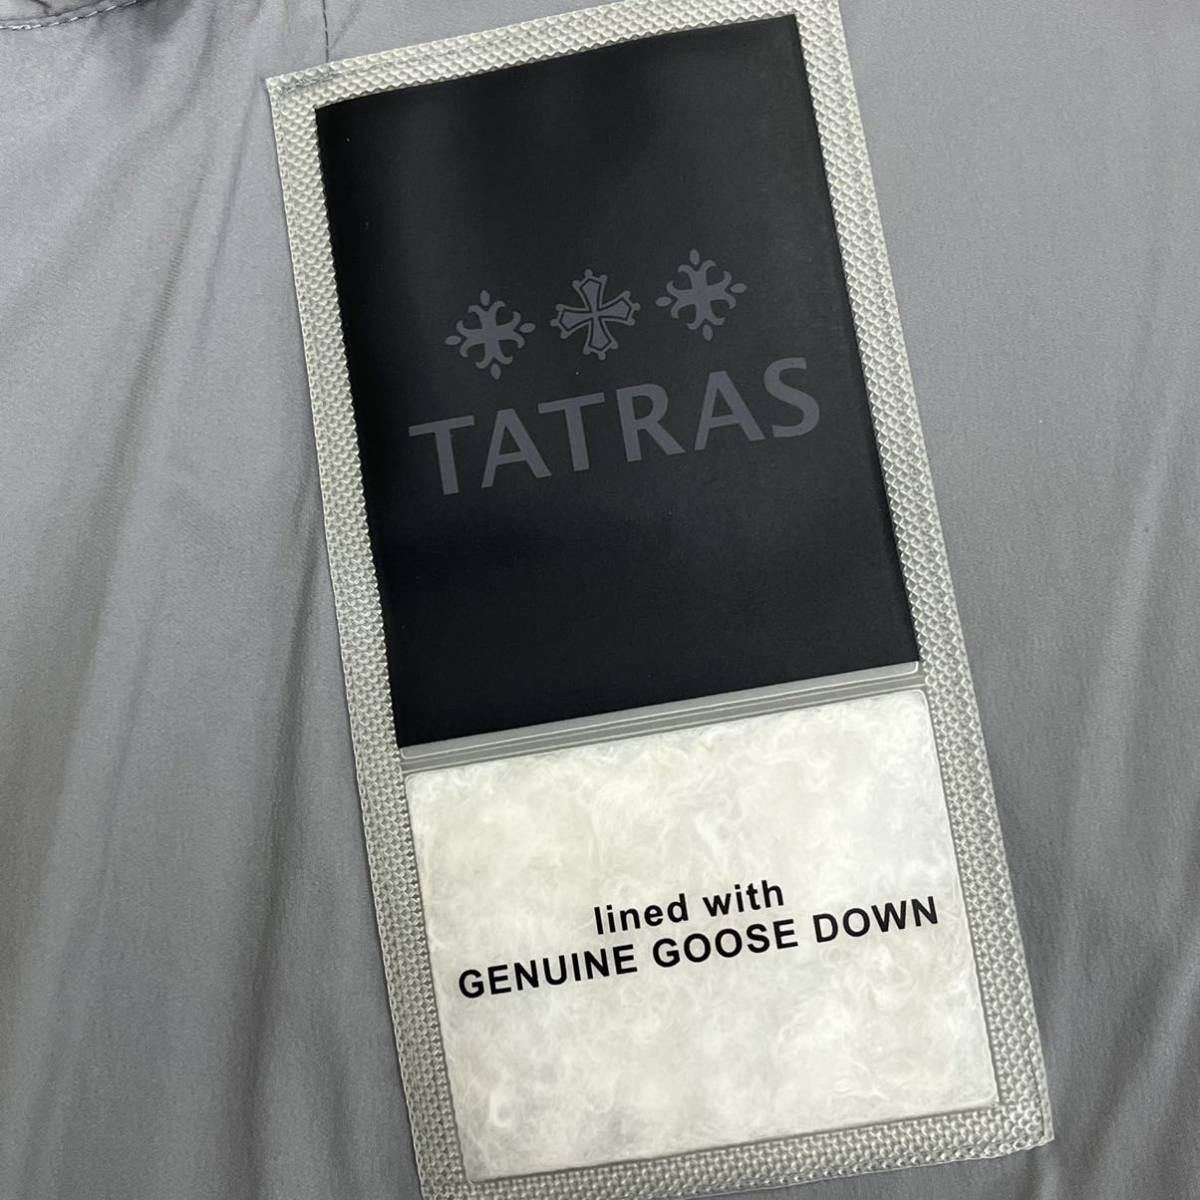 TATRAS
lined with
GENUINE GOOSE DOWN